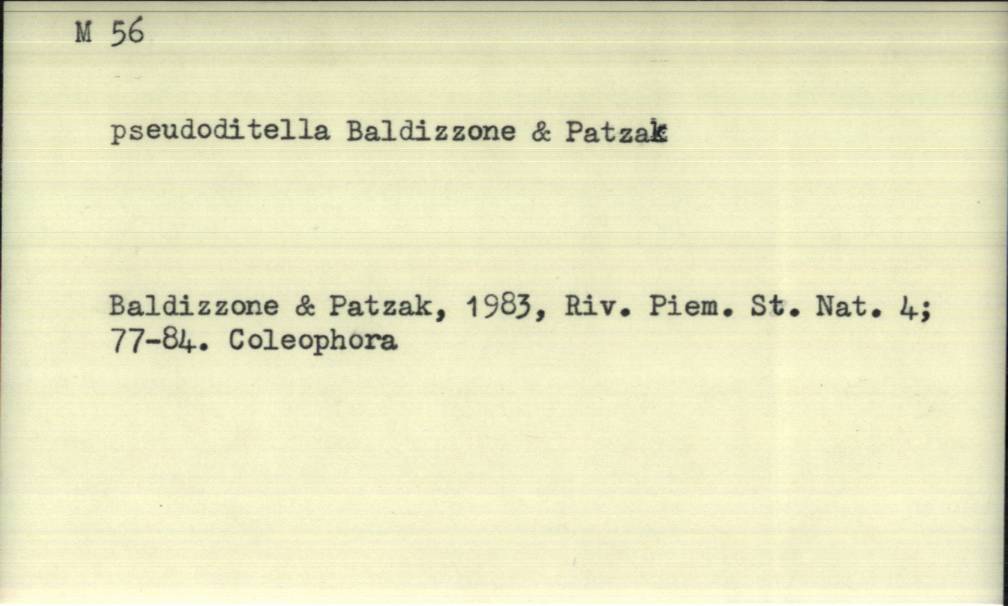 M 56
pseudoditella Baldizzone & Patzak
Baldizzone & Patzak, 1983, Riv. Piem. St. Nat. 4;
77-84. Coleophora